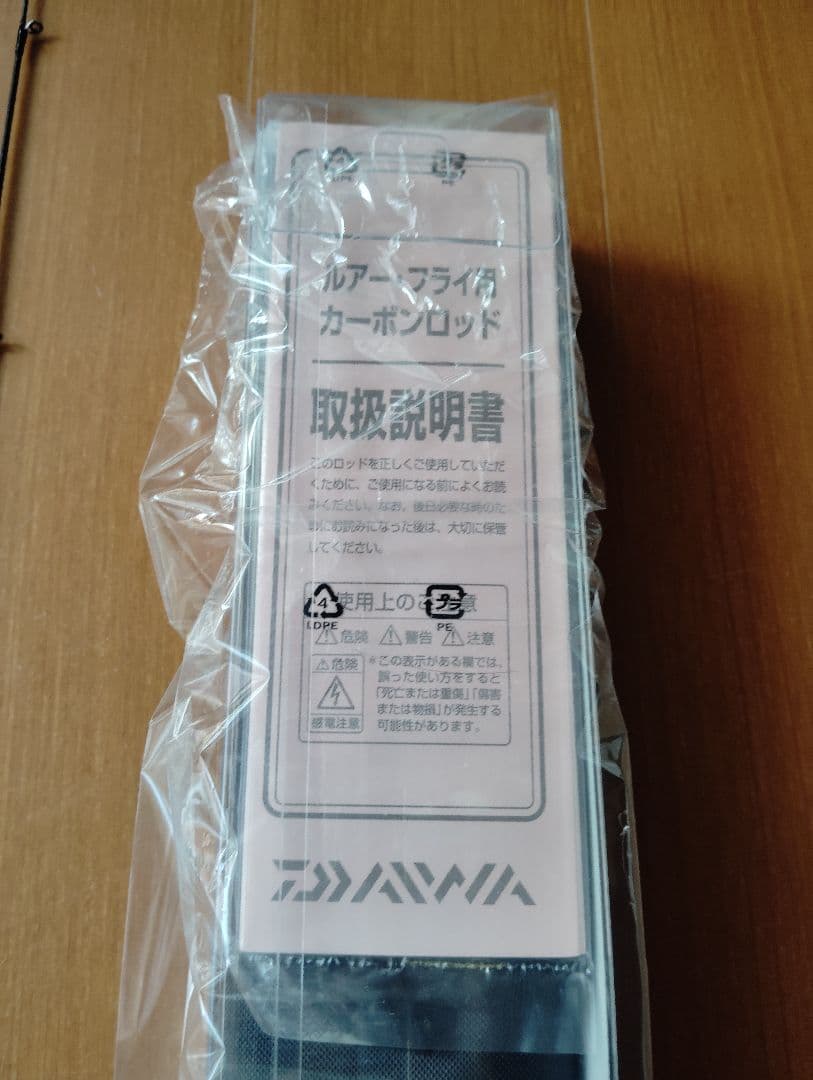 ルアー・フライ用
カーボンロッド
取扱説明書
このロッドを正しくご使用していただ
くために、ご使用になる前によくお読
みください。なお、後日必要な時のた
めにお読みになった後は、大切に保管
してください。
使用上のご注意
4
LDPE
プラ
PE
危険 警告 注意
危険
感電注意
*この表示がある欄では、
誤った使い方をすると
「死亡または重傷」「傷害
または物損」が発生する
可能性があります。
DAIWA